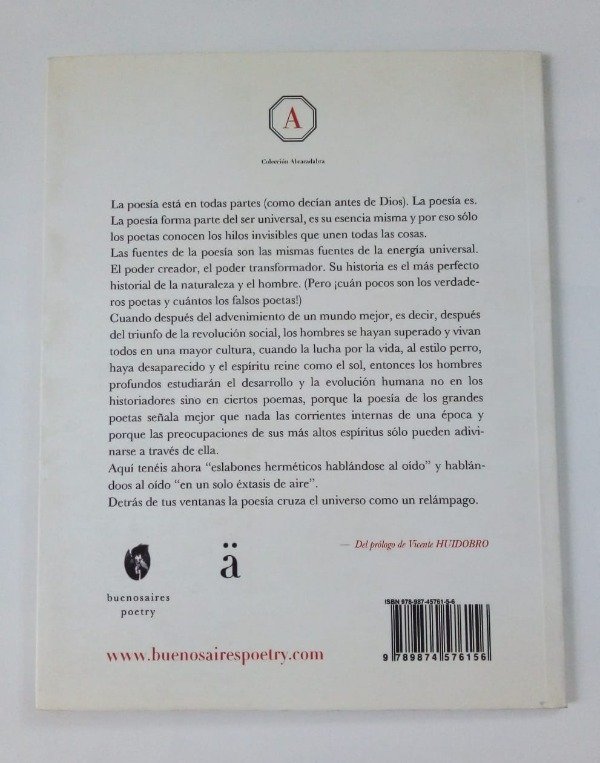 A
Colección Abracadabra
La poesía está en todas partes (como decían antes de Dios). La poesía es.
La poesía forma parte del ser universal, es su esencia misma y por eso sólo
los poetas conocen los hilos invisibles que unen todas las cosas.
Las fuentes de la poesía son las mismas fuentes de la energía universal.
El poder creador, el poder transformador. Su historia es el más perfecto
historial de la naturaleza y el hombre. (Pero ¡cuán pocos son los verdade-
ros poetas y cuántos los falsos poetas!)
Cuando después del advenimiento de un mundo mejor, es decir, después
del triunfo de la revolución social, los hombres se hayan superado y vivan
todos en una mayor cultura, cuando la lucha por la vida, al estilo perro,
haya desaparecido y el espíritu reine como el sol, entonces los hombres
profundos estudiarán el desarrollo y la evolución humana no en los
historiadores sino en ciertos poemas, porque la poesía de los grandes
poetas señala mejor que nada las corrientes internas de una época y
porque las preocupaciones de sus más altos espíritus sólo pueden adivi-
narse a través de ella.
Aquí tenéis ahora “eslabones herméticos hablándose al oído” y hablán-
doos al oído “en un solo éxtasis de aire”.
Detrás de tus ventanas la poesía cruza el universo como un relámpago.
— Del prólogo de Vicente HUIDOBRO
ä
buenosaires
poetry
www.buenosairespoetry.com
ISBN 978-987-45761-5-6
9 789874 576156